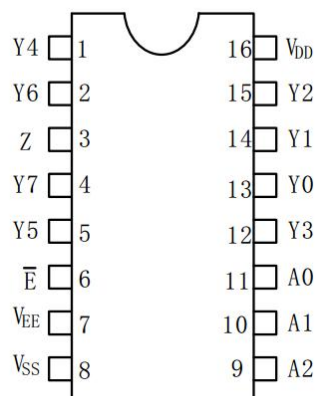 Y4 1 16 VDD
Y6 2 15 Y2
Z 3 14 Y1
Y7 4 13 Y0
Y5 5 12 Y3
E̅ 6 11 A0
VEE 7 10 A1
VSS 8 9 A2